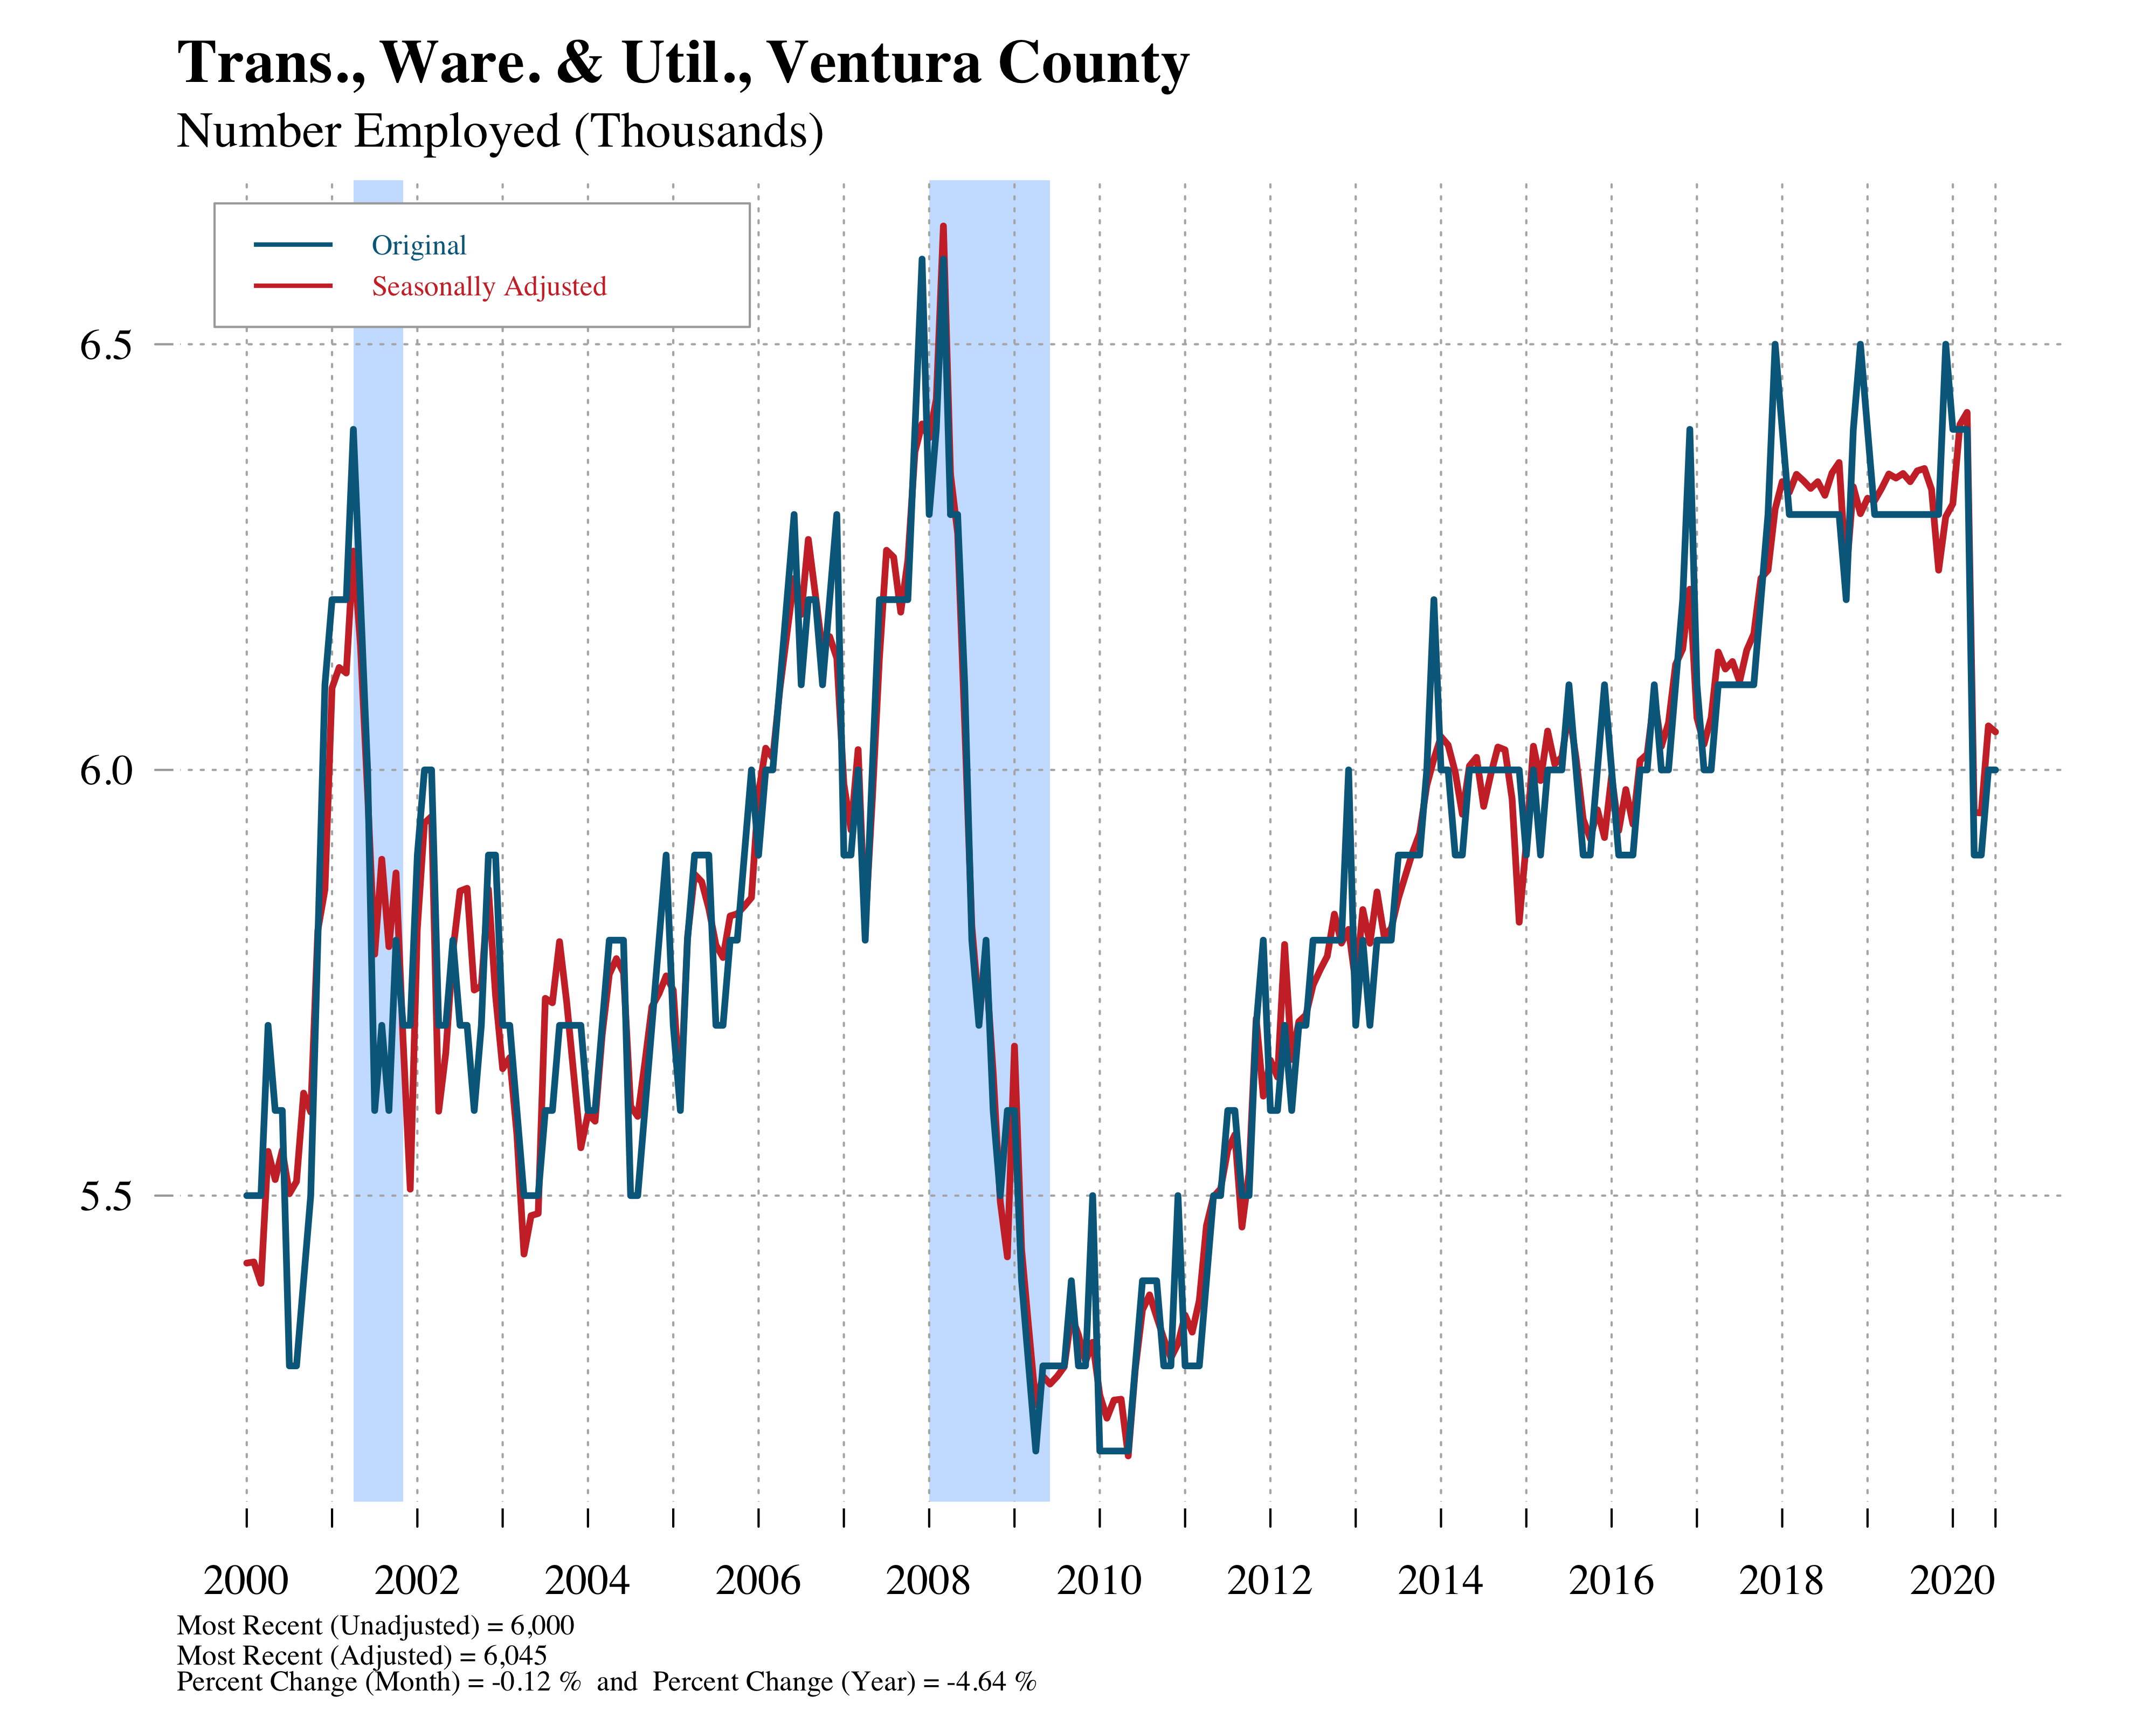 Trans., Ware. & Util., Ventura County
Number Employed (Thousands)
Original
Seasonally Adjusted
6.5
6.0
5.5
2000 2002 2004 2006 2008 2010 2012 2014 2016 2018 2020
Most Recent (Unadjusted) = 6,000
Most Recent (Adjusted) = 6,045
Percent Change (Month) = -0.12 % and Percent Change (Year) = -4.64 %